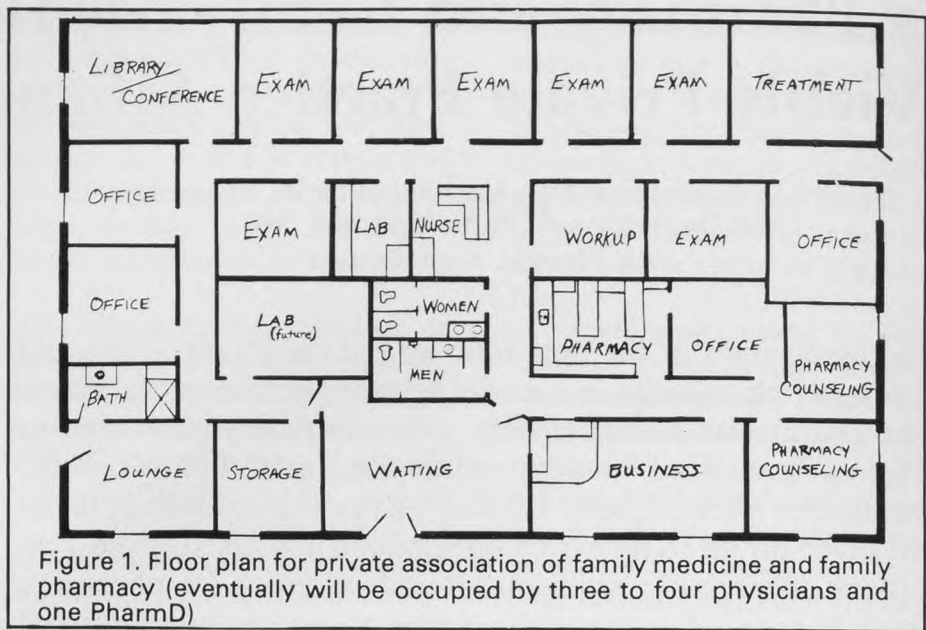 LIBRARY/
CONFERENCE
EXAM
EXAM
EXAM
EXAM
EXAM
TREATMENT
OFFICE
EXAM
LAB
NURSE
WORKUP
EXAM
OFFICE
OFFICE
LAB
(future)
WOMEN
MEN
PHARMACY
OFFICE
PHARMACY
COUNSELING
BATH
LOUNGE
STORAGE
WAITING
BUSINESS
PHARMACY
COUNSELING
Figure 1. Floor plan for private association of family medicine and family
pharmacy (eventually will be occupied by three to four physicians and
one PharmD)